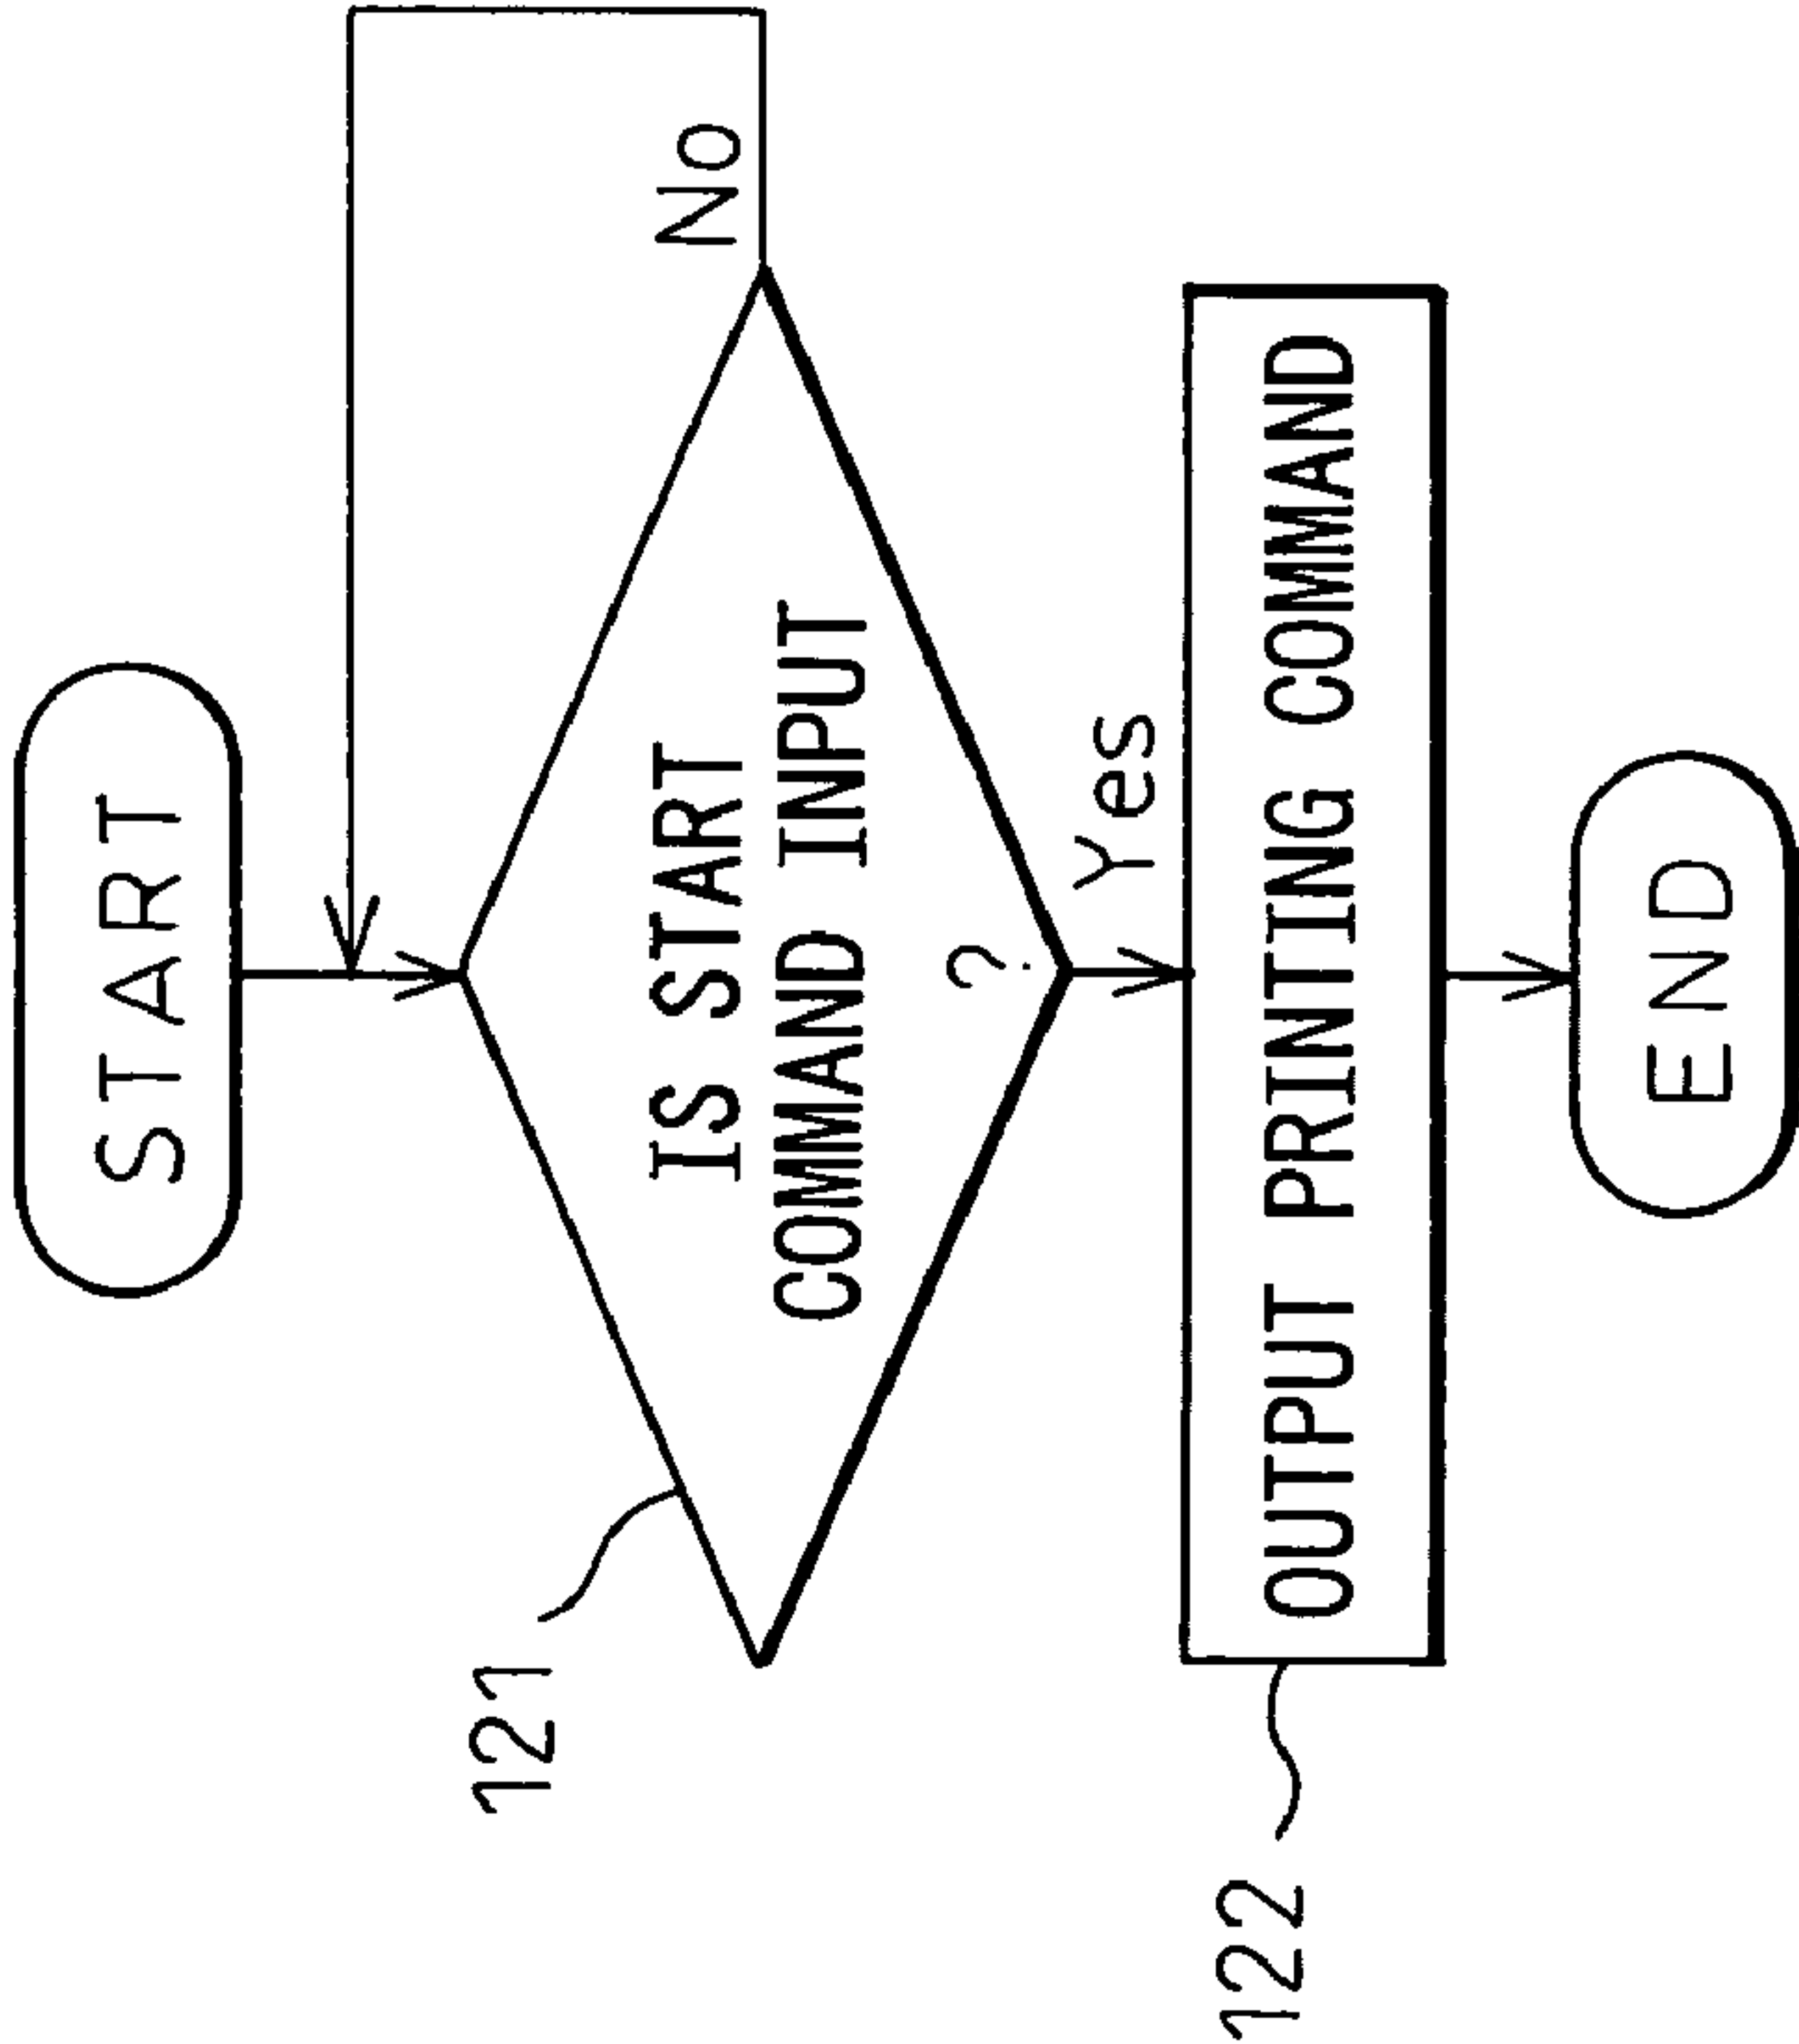 START
121
IS START
COMMAND INPUT
?
No
Yes
122
OUTPUT PRINTING COMMAND
END